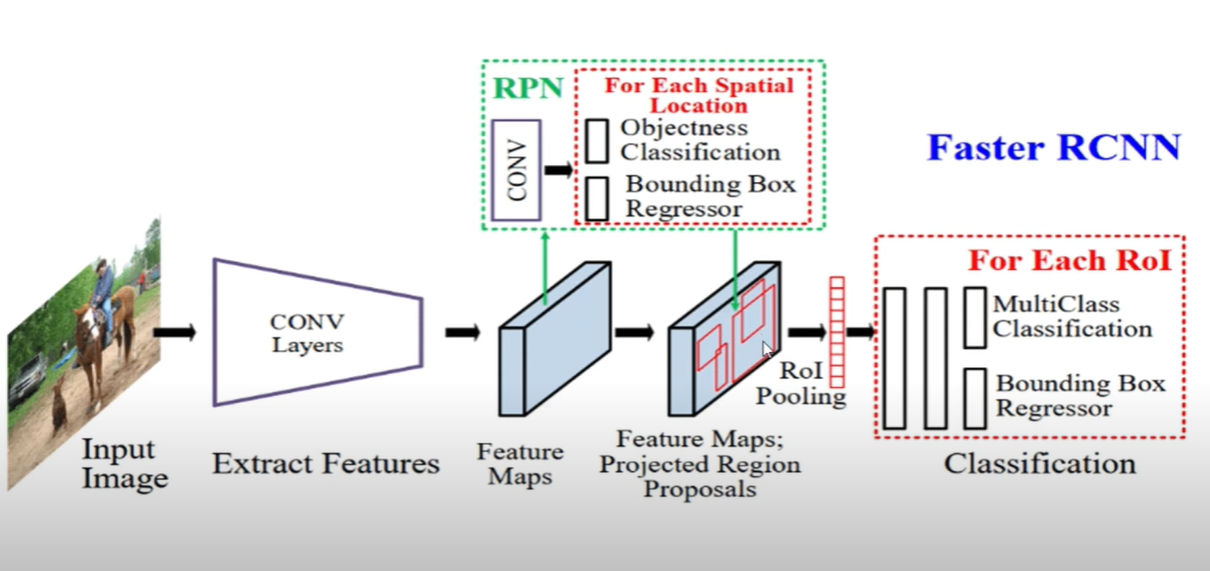 RPN
For Each Spatial
Location
CONV
Objectness
Classification
Bounding Box
Regressor
Faster RCNN
CONV
Layers
For Each RoI
MultiClass
Classification
Bounding Box
Regressor
RoI
Pooling
Input
Image
Extract Features
Feature
Maps
Feature Maps;
Projected Region
Proposals
Classification